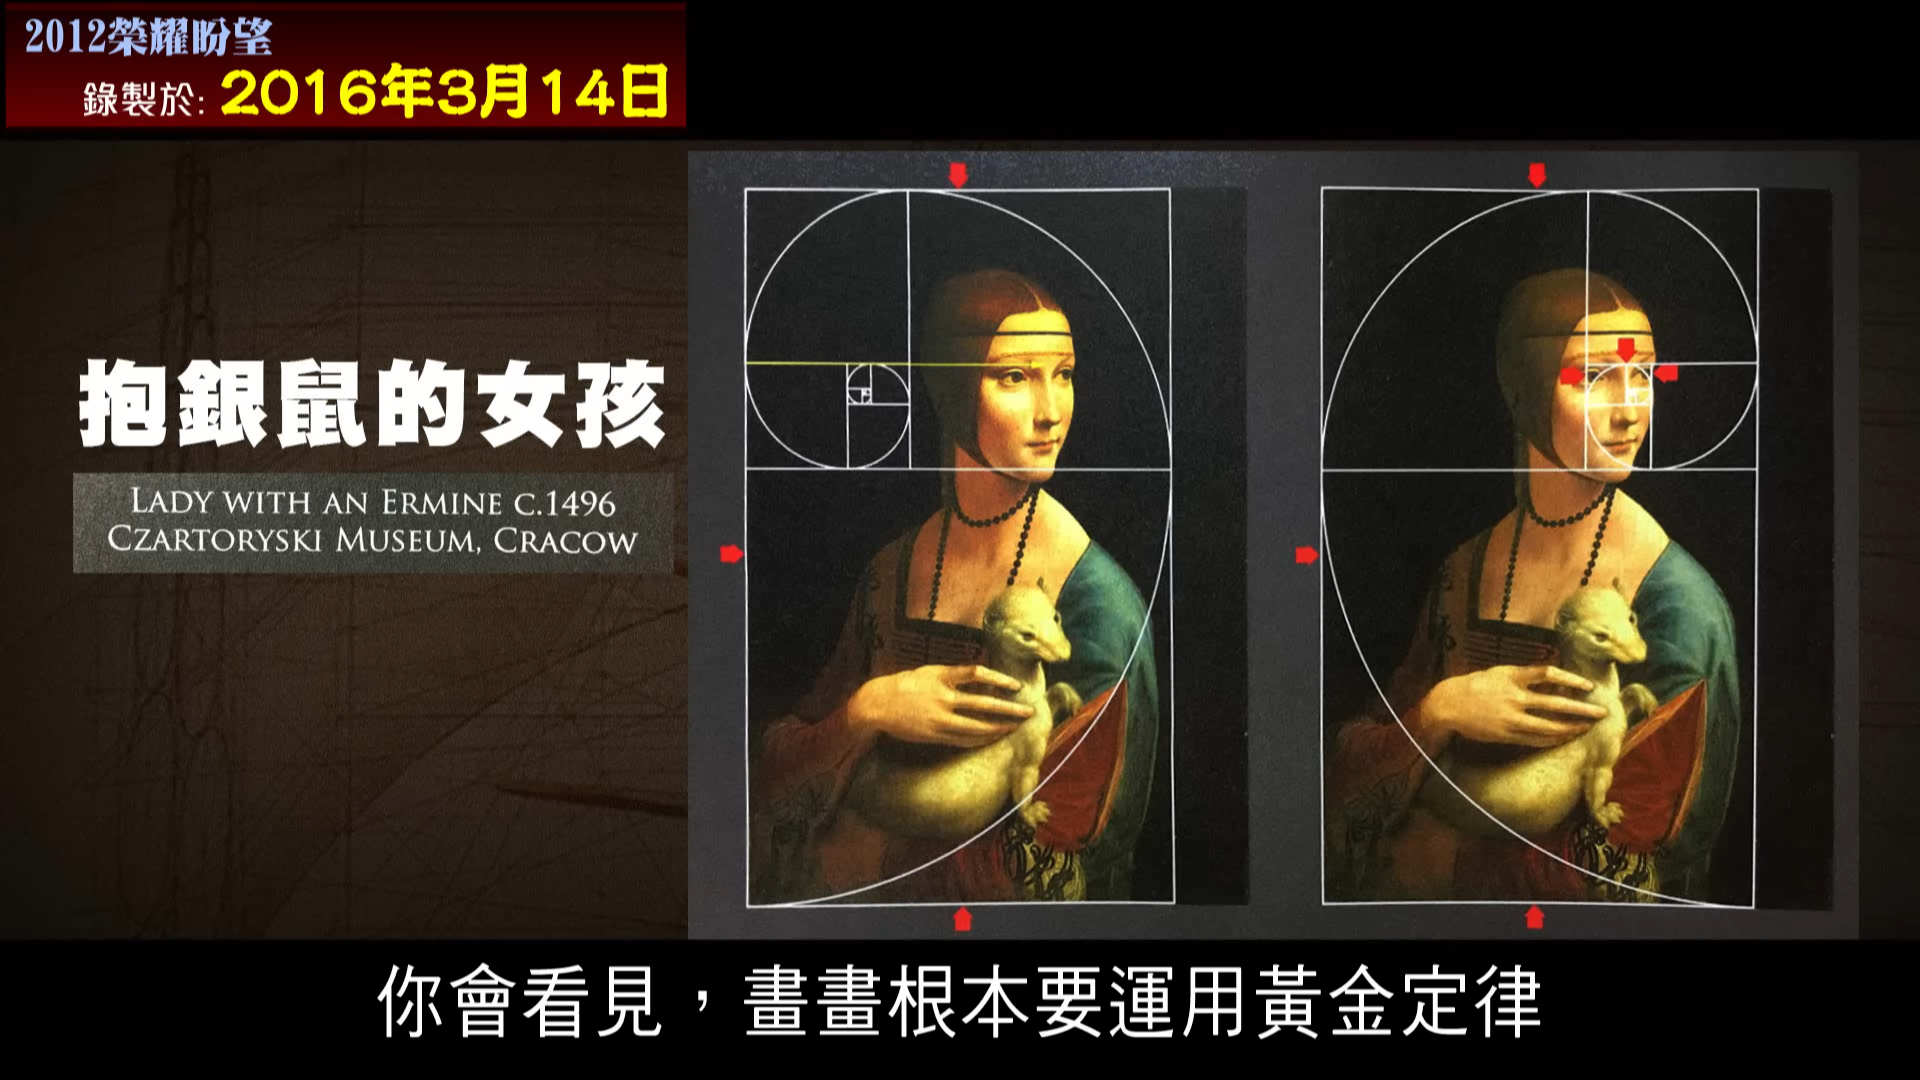 2012榮耀盼望
錄製於: 2016年3月14日
抱銀鼠的女孩
LADY WITH AN ERMINE C.1496
CZARTORYSKI MUSEUM, CRACOW
你會看見，畫畫根本要運用黃金定律